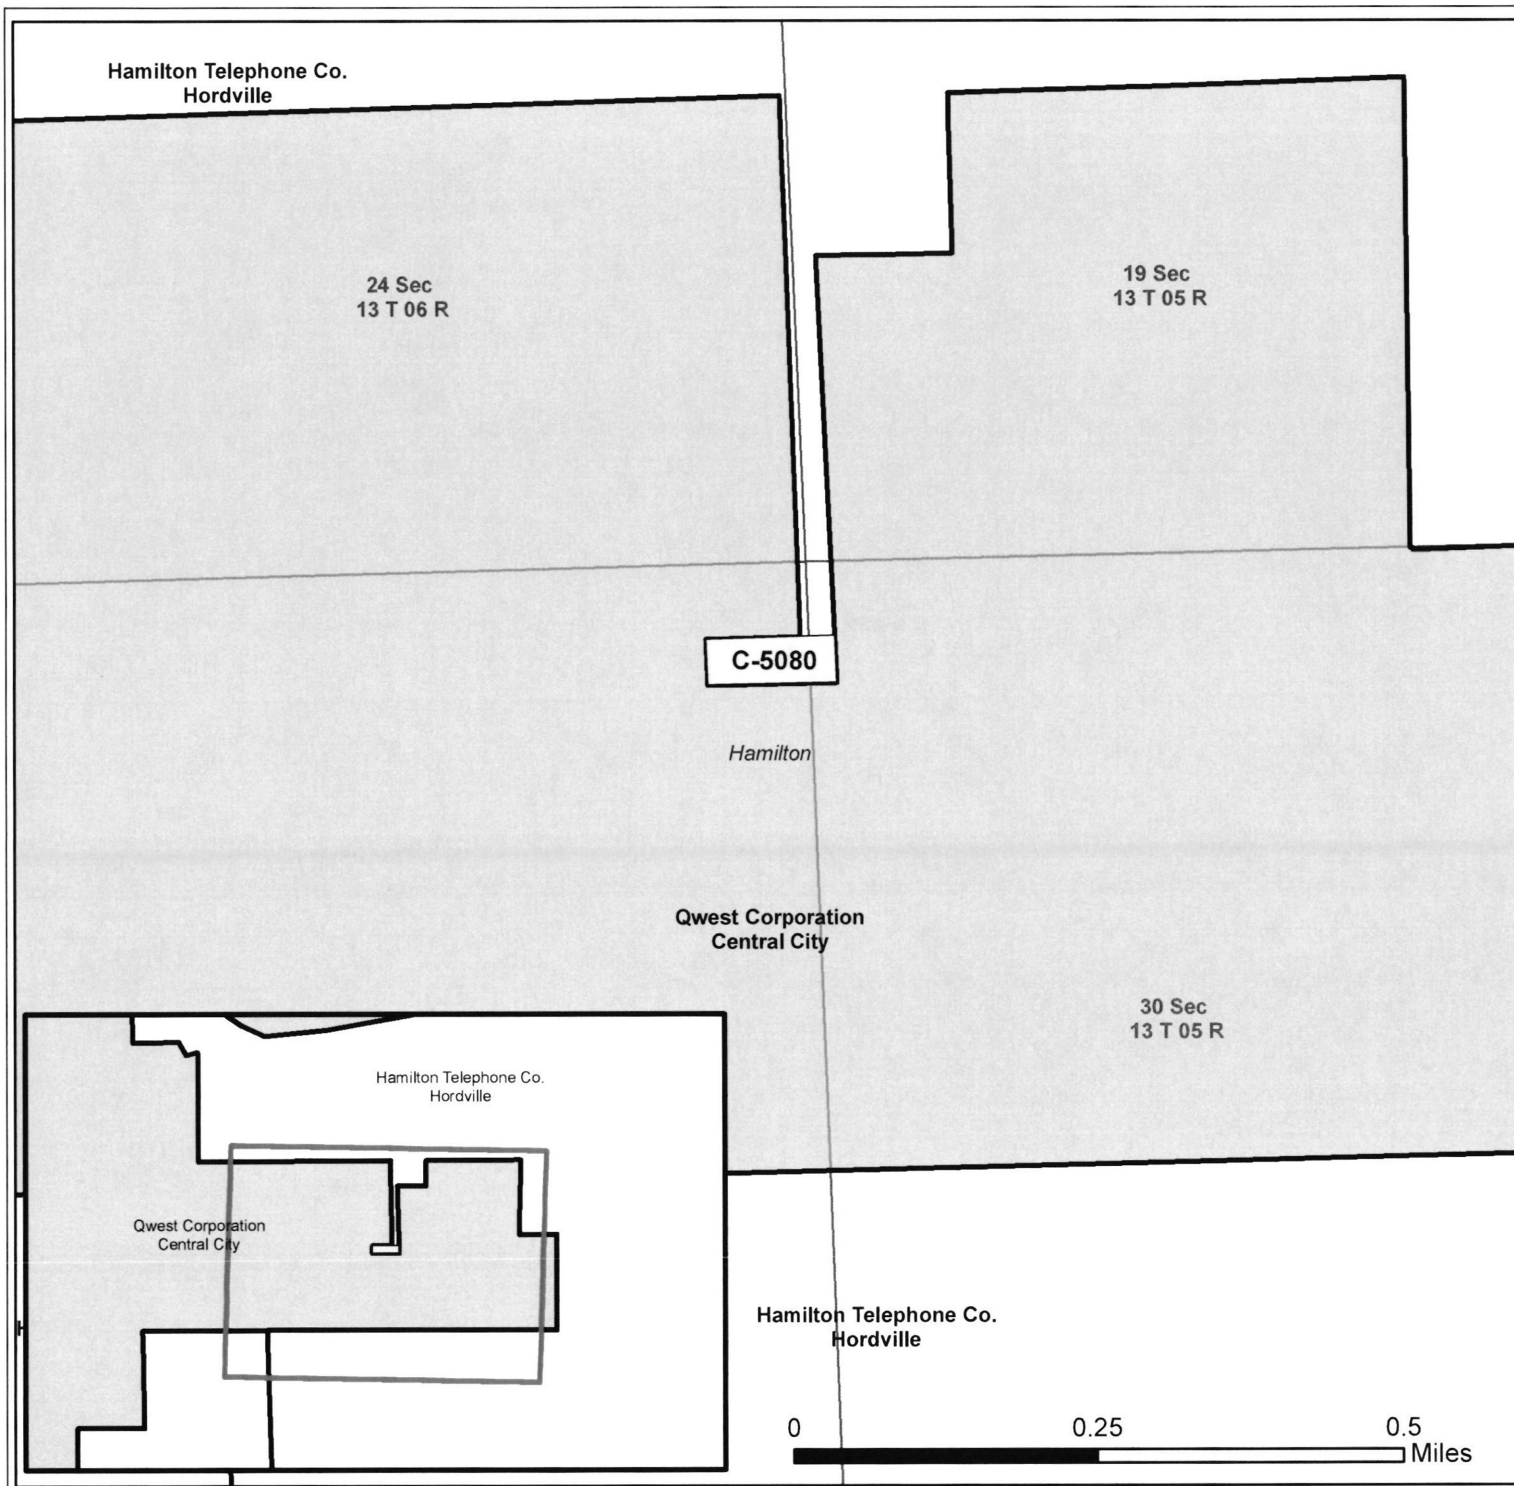 Hamilton Telephone Co.
Hordville
24 Sec
13 T 06 R
19 Sec
13 T 05 R
C-5080
Hamilton
Qwest Corporation
Central City
30 Sec
13 T 05 R
Hamilton Telephone Co.
Hordville
Qwest Corporation
Central City
Hamilton Telephone Co.
Hordville
0 0.25 0.5
Miles